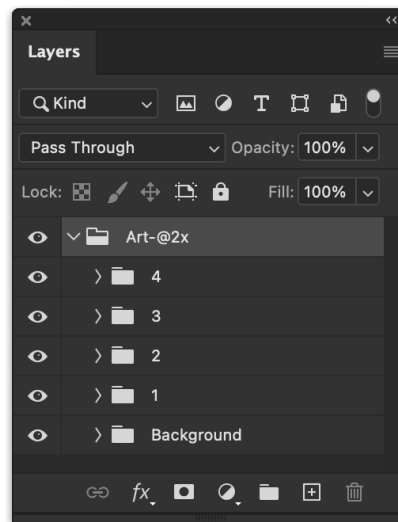 Layers
Kind
Pass Through Opacity: 100%
Lock: Fill: 100%
Art-@2x
4
3
2
1
Background
fx